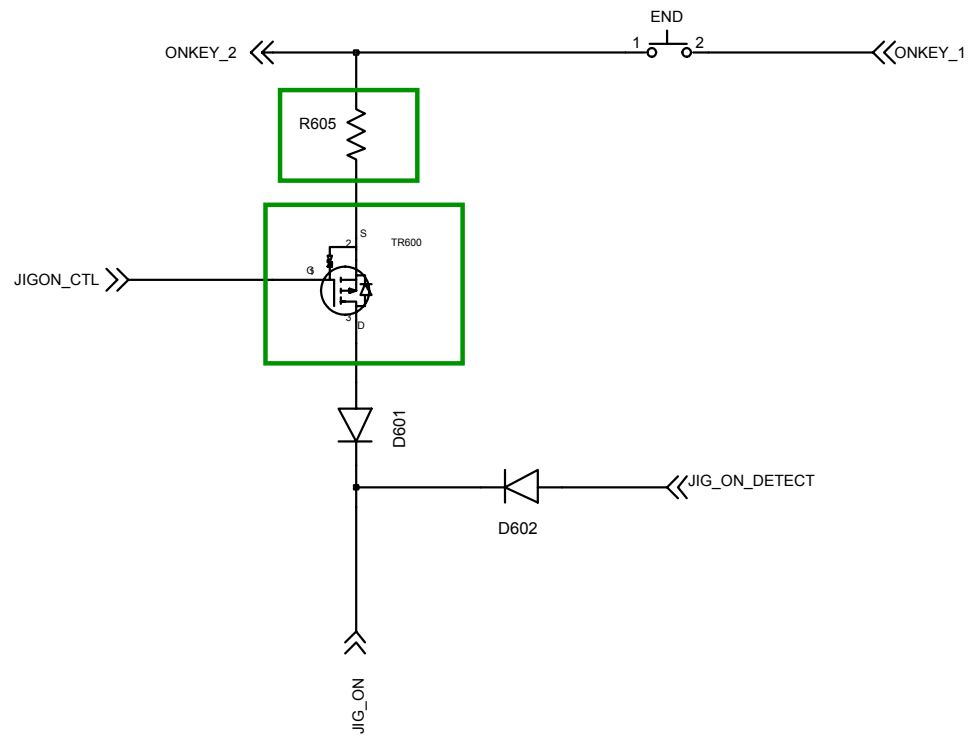 END
ONKEY_2
1
2
ONKEY_1
R605
S
2
TR600
G
JIGON_CTL
3
D
D601
JIG_ON_DETECT
D602
JIG_ON